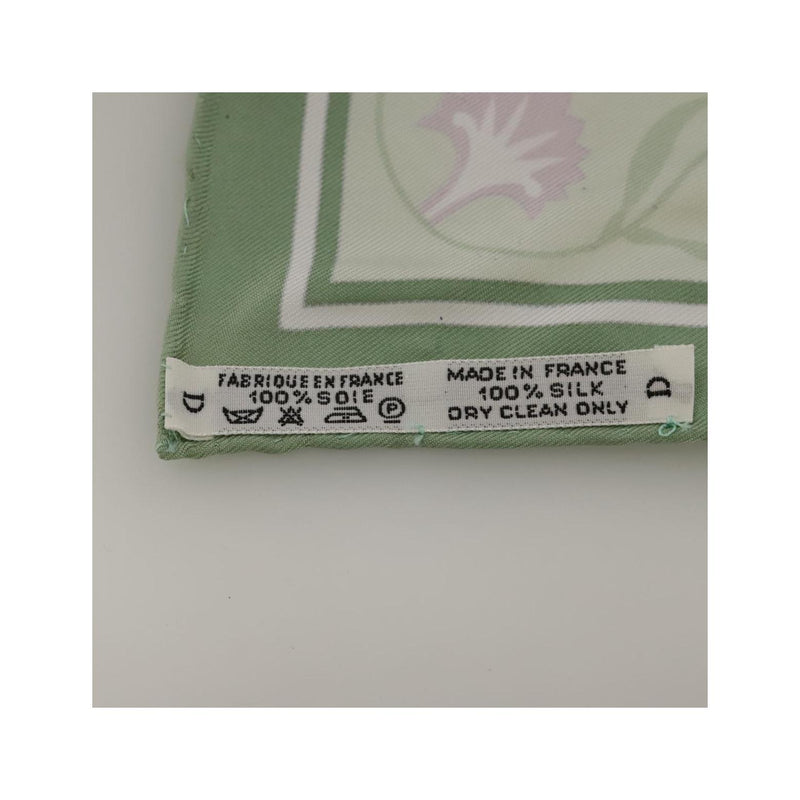 D
FABRIQUE EN FRANCE
100% SOIE
P
MADE IN FRANCE
100% SILK
DRY CLEAN ONLY
D